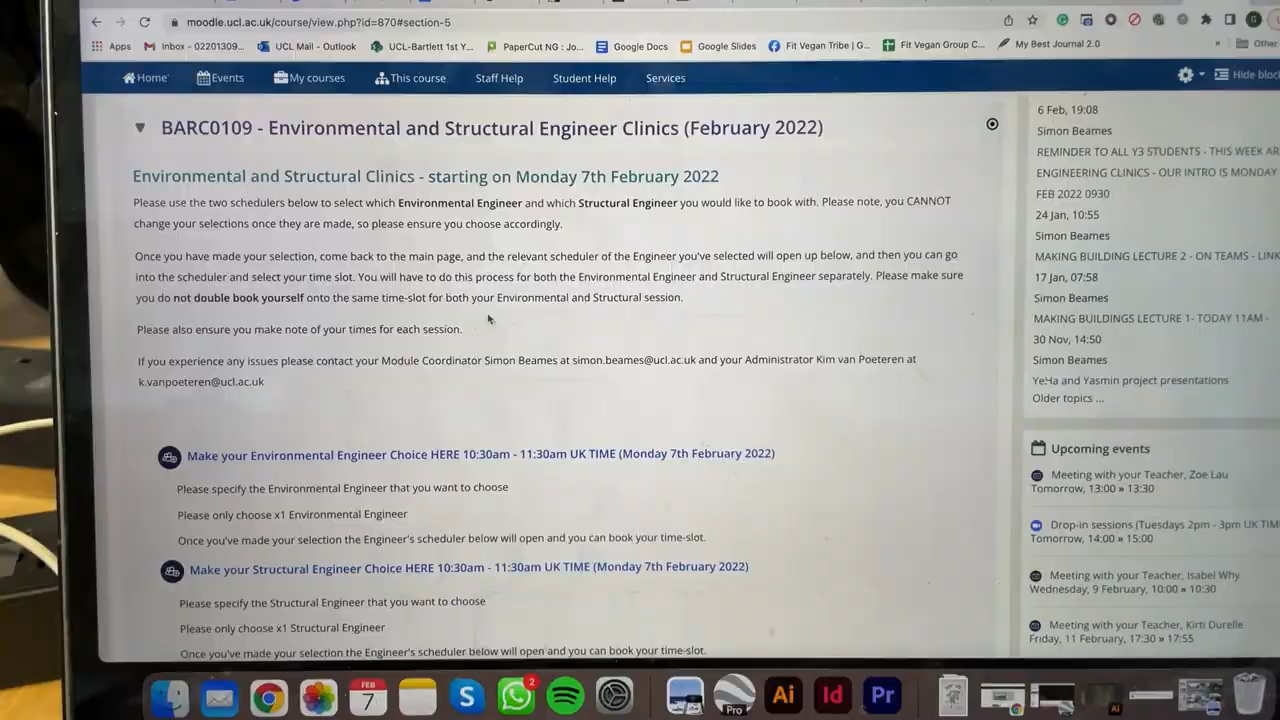 moodle.ucl.ac.uk/course/view.php?id=870#section-5
Apps
Inbox - 02201309...
UCL Mail - Outlook
UCL-Bartlett 1st Y...
PaperCut NG : Jo...
Google Docs
Google Slides
Fit Vegan Tribe | G...
Fit Vegan Group C...
My Best Journal 2.0
»
Other
Home
Events
My courses
This course
Staff Help
Student Help
Services
Hide bloc
BARC0109 - Environmental and Structural Engineer Clinics (February 2022)
Environmental and Structural Clinics - starting on Monday 7th February 2022
Please use the two schedulers below to select which Environmental Engineer and which Structural Engineer you would like to book with. Please note, you CANNOT
change your selections once they are made, so please ensure you choose accordingly.
Once you have made your selection, come back to the main page, and the relevant scheduler of the Engineer you've selected will open up below, and then you can go
into the scheduler and select your time slot. You will have to do this process for both the Environmental Engineer and Structural Engineer separately. Please make sure
you do not double book yourself onto the same time-slot for both your Environmental and Structural session.
Please also ensure you make note of your times for each session.
If you experience any issues please contact your Module Coordinator Simon Beames at simon.beames@ucl.ac.uk and your Administrator Kim van Poeteren at
k.vanpoeteren@ucl.ac.uk
Make your Environmental Engineer Choice HERE 10:30am - 11:30am UK TIME (Monday 7th February 2022)
Please specify the Environmental Engineer that you want to choose
Please only choose x1 Environmental Engineer
Once you've made your selection the Engineer's scheduler below will open and you can book your time-slot.
Make your Structural Engineer Choice HERE 10:30am - 11:30am UK TIME (Monday 7th February 2022)
Please specify the Structural Engineer that you want to choose
Please only choose x1 Structural Engineer
Once you've made your selection the Engineer's scheduler below will open and you can book your time-slot.
6 Feb, 19:08
Simon Beames
REMINDER TO ALL Y3 STUDENTS - THIS WEEK AR
ENGINEERING CLINICS - OUR INTRO IS MONDAY
FEB 2022 0930
24 Jan, 10:55
Simon Beames
MAKING BUILDING LECTURE 2 - ON TEAMS - LINK
17 Jan, 07:58
Simon Beames
MAKING BUILDINGS LECTURE 1- TODAY 11AM -
30 Nov, 14:50
Simon Beames
YeHa and Yasmin project presentations
Older topics ...
Upcoming events
Meeting with your Teacher, Zoe Lau
Tomorrow, 13:00 » 13:30
Drop-in sessions (Tuesdays 2pm - 3pm UK TIM
Tomorrow, 14:00 » 15:00
Meeting with your Teacher, Isabel Why
Wednesday, 9 February, 10:00 » 10:30
Meeting with your Teacher, Kirti Durelle
Friday, 11 February, 17:30 » 17:55
FEB
7
2
Pro
Ai
Id
Pr
Ai